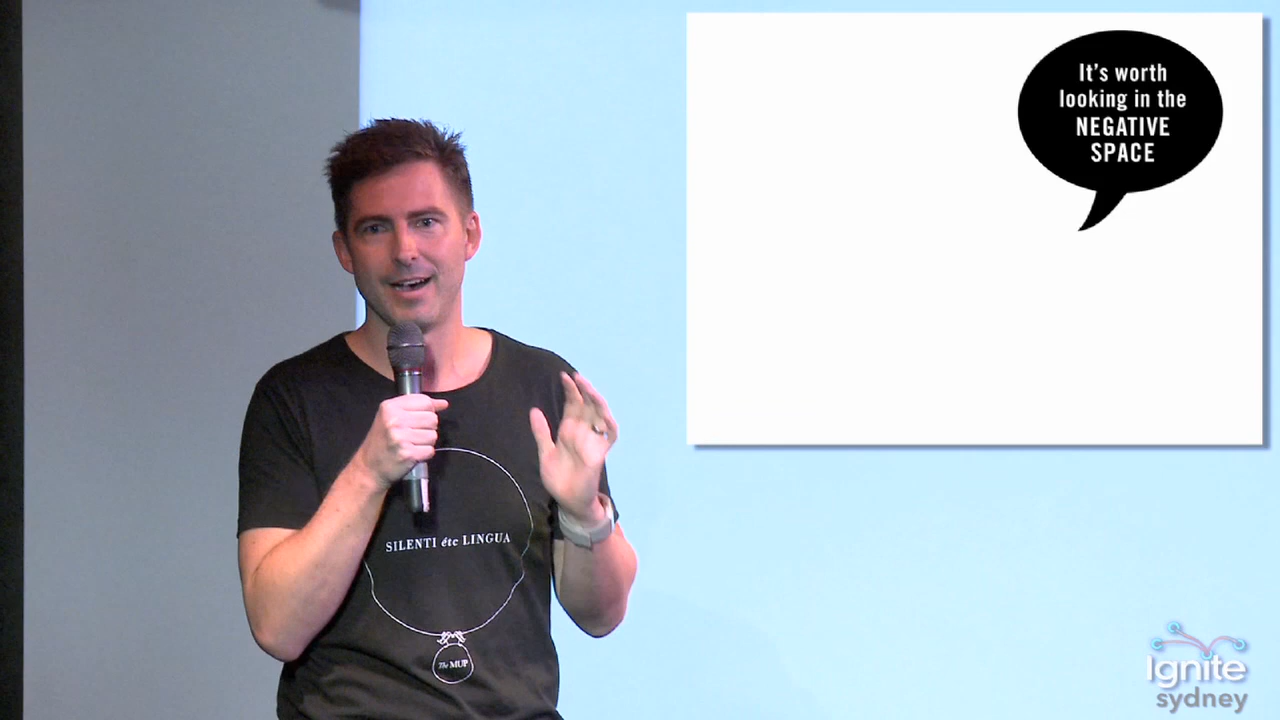 It's worth
looking in the
NEGATIVE
SPACE
SILENTI étc LINGUA
The MUP
Ignite
sydney